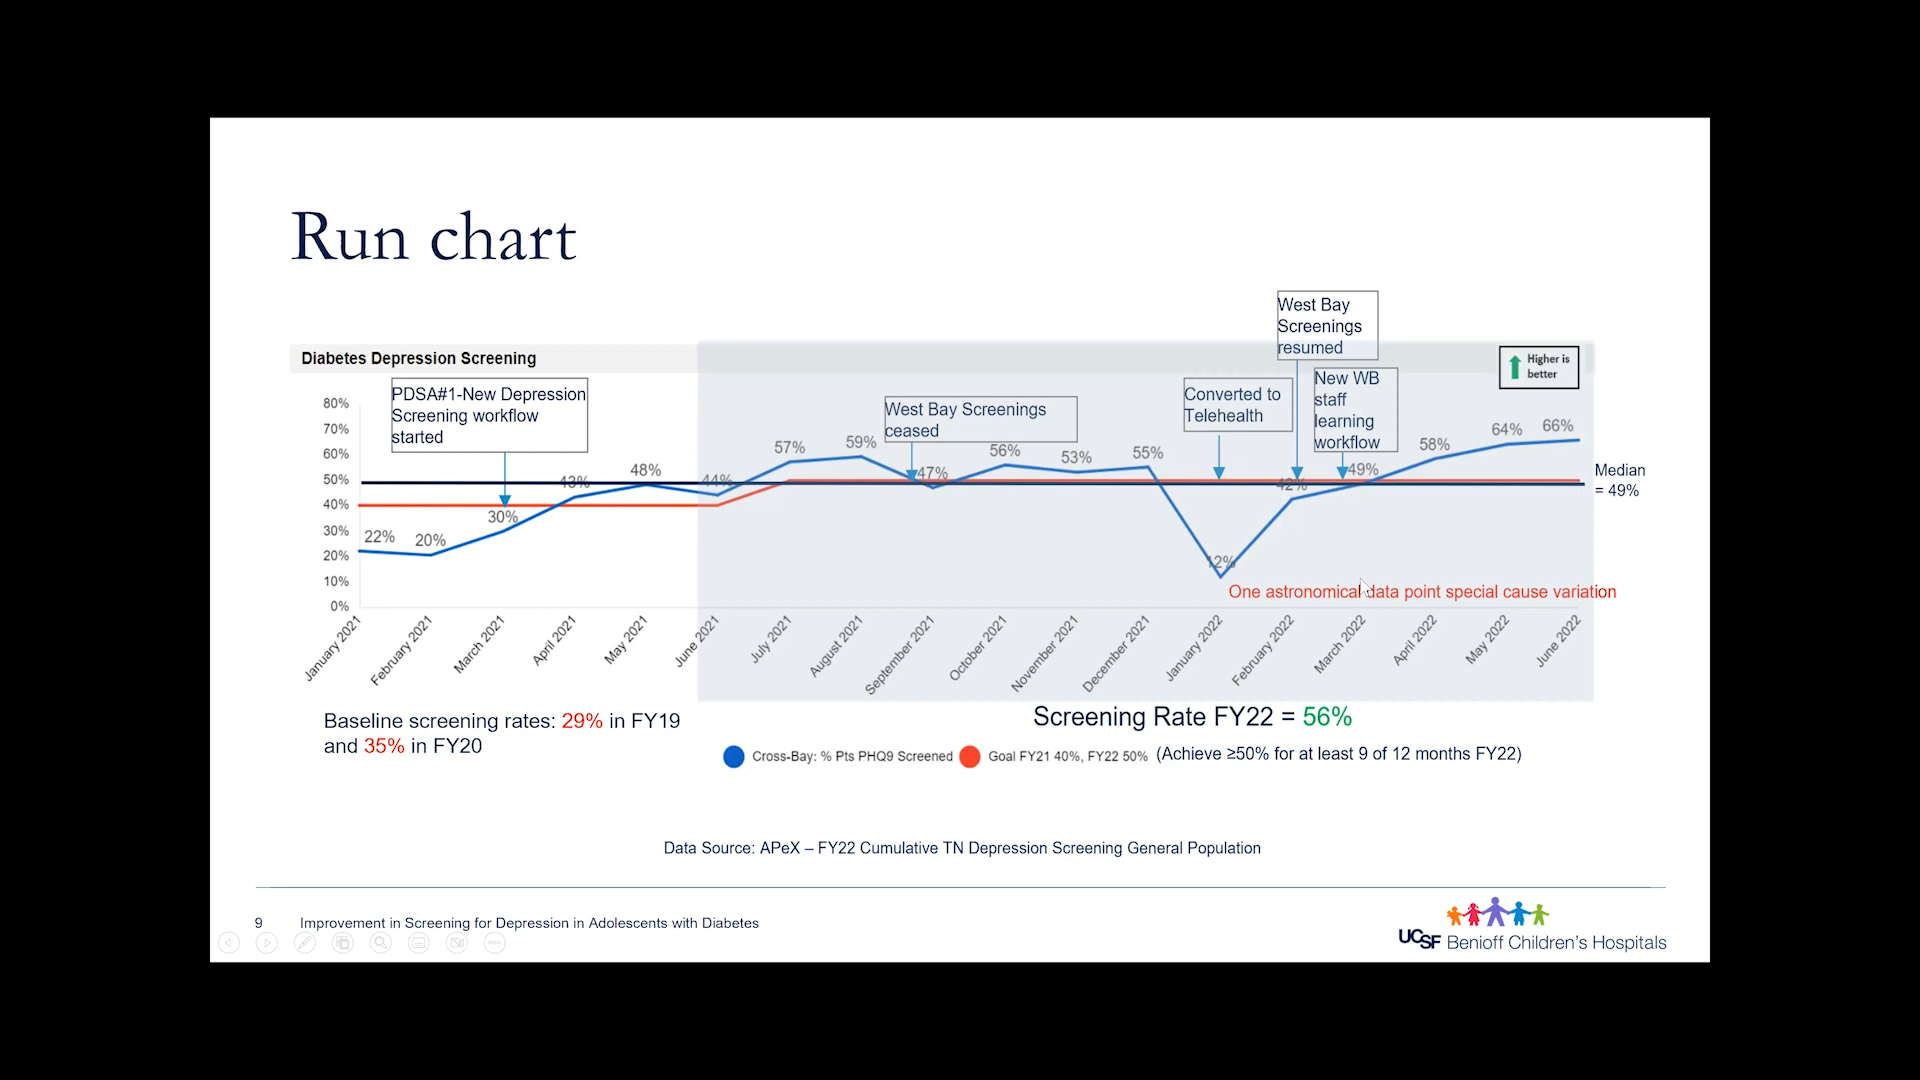 Run chart
West Bay
Screenings
resumed
Diabetes Depression Screening
Higher is
better
PDSA#1-New Depression
Screening workflow
started
West Bay Screenings
ceased
Converted to
Telehealth
New WB
staff
learning
workflow
80%
70%
60%
50%
40%
30%
20%
10%
0%
22%
20%
30%
43%
48%
44%
57%
59%
47%
56%
53%
55%
12%
42%
49%
58%
64%
66%
Median
= 49%
One astronomical data point special cause variation
January 2021
February 2021
March 2021
April 2021
May 2021
June 2021
July 2021
August 2021
September 2021
October 2021
November 2021
December 2021
January 2022
February 2022
March 2022
April 2022
May 2022
June 2022
Baseline screening rates: 29% in FY19
and 35% in FY20
Screening Rate FY22 = 56%
Cross-Bay: % Pts PHQ9 Screened
Goal FY21 40%, FY22 50%
(Achieve ≥50% for at least 9 of 12 months FY22)
Data Source: APeX – FY22 Cumulative TN Depression Screening General Population
9
Improvement in Screening for Depression in Adolescents with Diabetes
UCSF Benioff Children's Hospitals